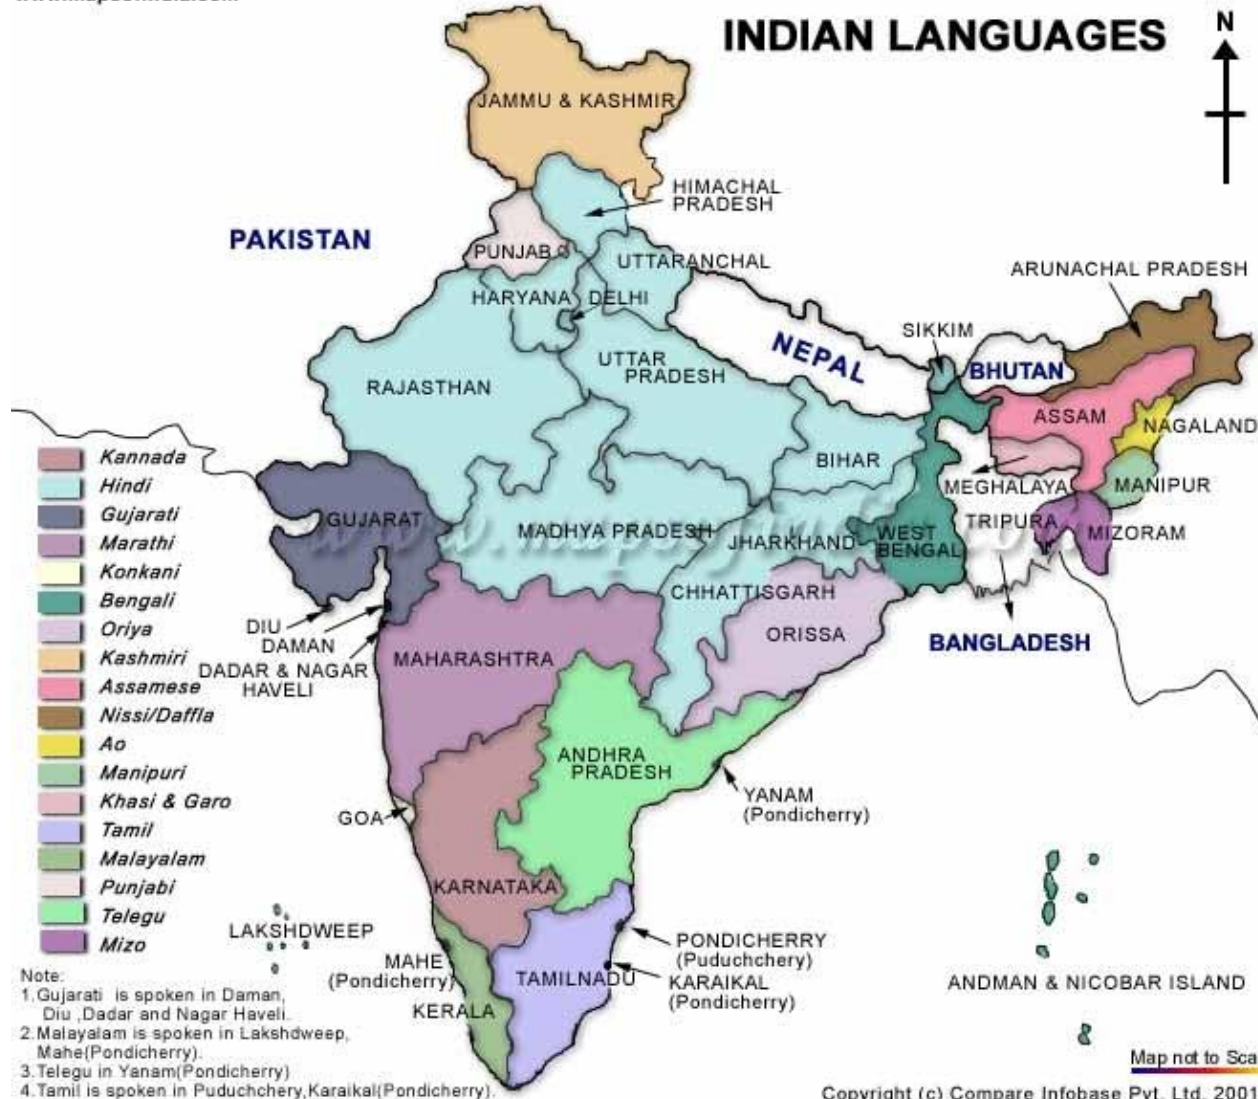 INDIAN LANGUAGES
N
JAMMU & KASHMIR
HIMACHAL
PRADESH
PAKISTAN
PUNJAB
UTTARANCHAL
ARUNACHAL PRADESH
HARYANA
DELHI
SIKKIM
NEPAL
BHUTAN
UTTAR
PRADESH
RAJASTHAN
ASSAM
NAGALAND
BIHAR
MEGHALAYA
MANIPUR
GUJARAT
MADHYA PRADESH
JHARKHAND
WEST
BENGAL
TRIPURA
MIZORAM
CHHATTISGARH
ORISSA
BANGLADESH
DIU
DAMAN
DADAR & NAGAR
HAVELI
MAHARASHTRA
ANDHRA
PRADESH
YANAM
(Pondicherry)
GOA
KARNATAKA
LAKSHDWEEP
MAHE
(Pondicherry)
KERALA
TAMILNADU
PONDICHERRY
(Puduchchery)
KARAIKAL
(Pondicherry)
ANDMAN & NICOBAR ISLAND
Kannada
Hindi
Gujarati
Marathi
Konkani
Bengali
Oriya
Kashmiri
Assamese
Nissi/Daffla
Ao
Manipuri
Khasi & Garo
Tamil
Malayalam
Punjabi
Telegu
Mizo
Note:
1.Gujarati is spoken in Daman,
Diu ,Dadar and Nagar Haveli.
2.Malayalam is spoken in Lakshdweep,
Mahe(Pondicherry).
3.Telegu in Yanam(Pondicherry)
4.Tamil is spoken in Puduchchery,Karaikal(Pondicherry).
Map not to Sca
Copyright (c) Compare Infobase Pvt. Ltd. 2001